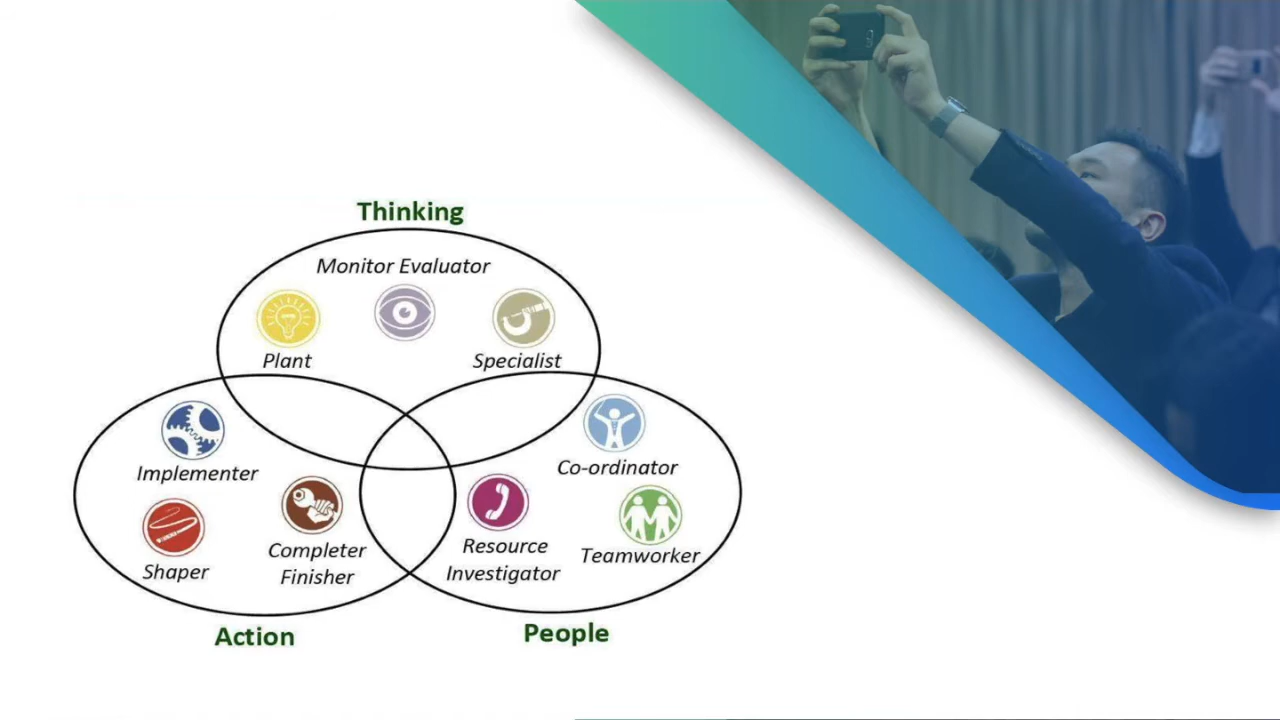 Thinking
Monitor Evaluator
Plant
Specialist
Implementer
Co-ordinator
Shaper
Completer
Finisher
Resource
Investigator
Teamworker
Action
People